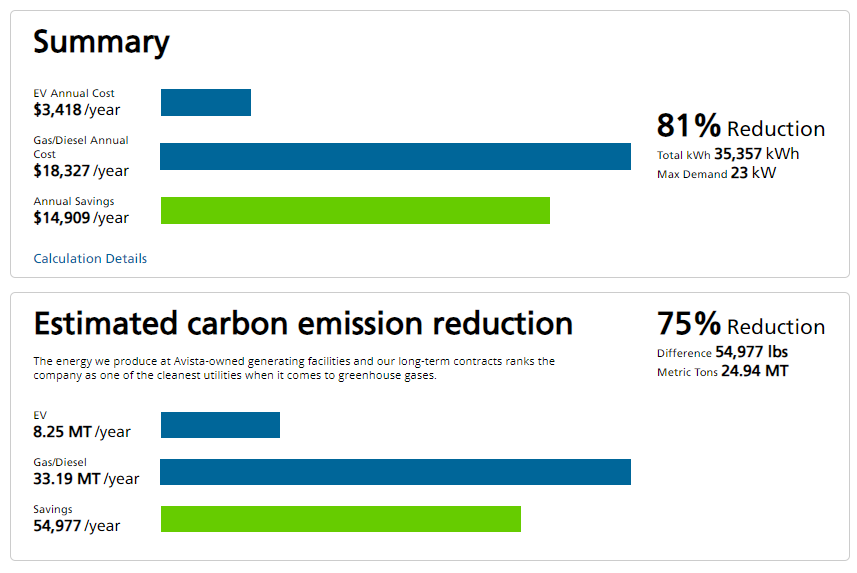 Summary
EV Annual Cost
$3,418 /year
Gas/Diesel Annual
Cost
$18,327 /year
Annual Savings
$14,909 /year
81% Reduction
Total kWh 35,357 kWh
Max Demand 23 kW
Calculation Details
Estimated carbon emission reduction
The energy we produce at Avista-owned generating facilities and our long-term contracts ranks the
company as one of the cleanest utilities when it comes to greenhouse gases.
75% Reduction
Difference 54,977 lbs
Metric Tons 24.94 MT
EV
8.25 MT /year
Gas/Diesel
33.19 MT /year
Savings
54,977 /year